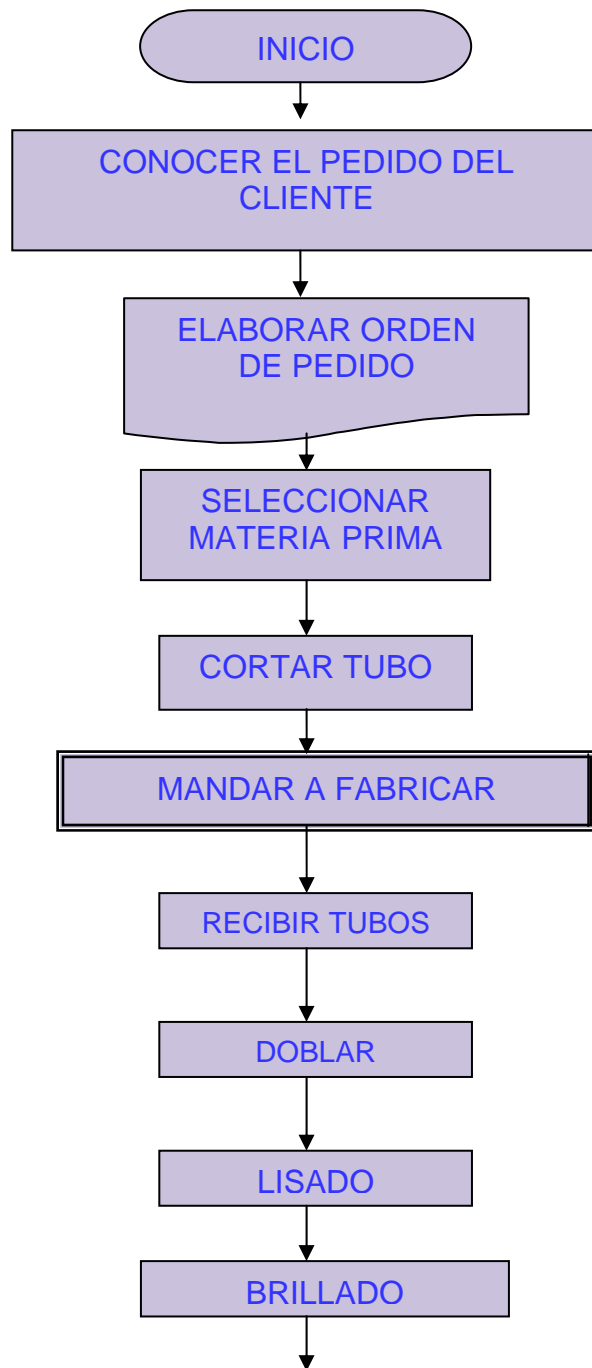 INICIO
CONOCER EL PEDIDO DEL
CLIENTE
ELABORAR ORDEN
DE PEDIDO
SELECCIONAR
MATERIA PRIMA
CORTAR TUBO
MANDAR A FABRICAR
RECIBIR TUBOS
DOBLAR
LISADO
BRILLADO